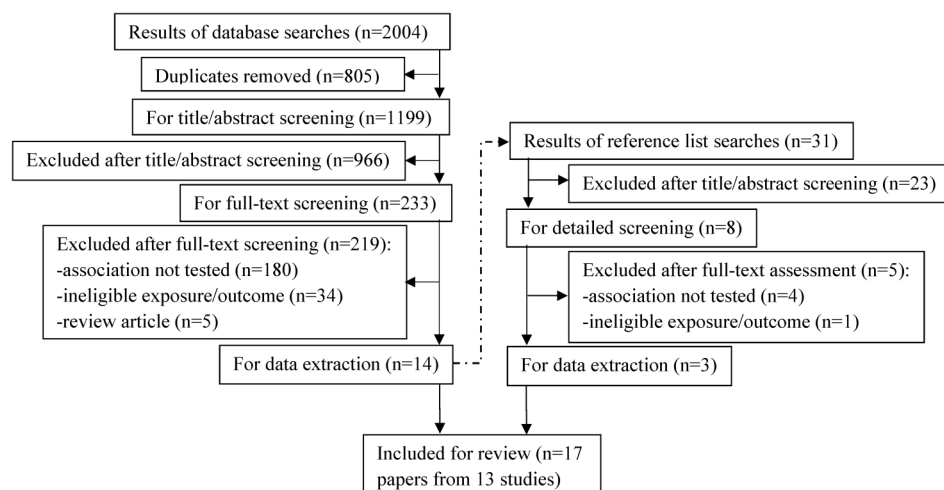 Results of database searches (n=2004)
Duplicates removed (n=805)
For title/abstract screening (n=1199)
Excluded after title/abstract screening (n=966)
For full-text screening (n=233)
Excluded after full-text screening (n=219):
-association not tested (n=180)
-ineligible exposure/outcome (n=34)
-review article (n=5)
For data extraction (n=14)
Results of reference list searches (n=31)
Excluded after title/abstract screening (n=23)
For detailed screening (n=8)
Excluded after full-text assessment (n=5):
-association not tested (n=4)
-ineligible exposure/outcome (n=1)
For data extraction (n=3)
Included for review (n=17
papers from 13 studies)